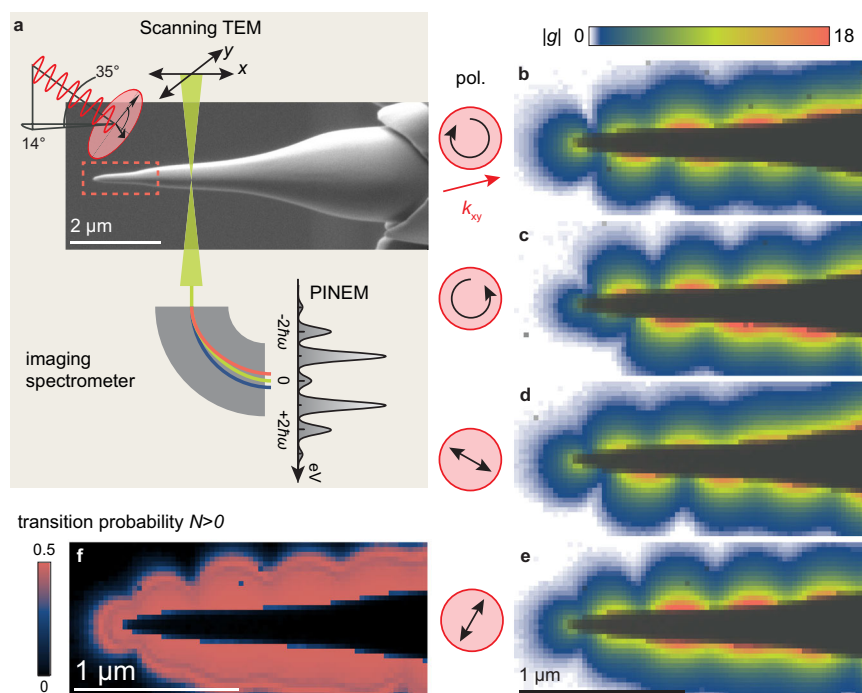 a
Scanning TEM
y
x
35°
14°
2 µm
PINEM
-2ħω
0
+2ħω
eV
imaging
spectrometer
|g| 0 18
pol.
b
k_xy
c
d
e
1 µm
transition probability N>0
0.5
0
f
1 µm